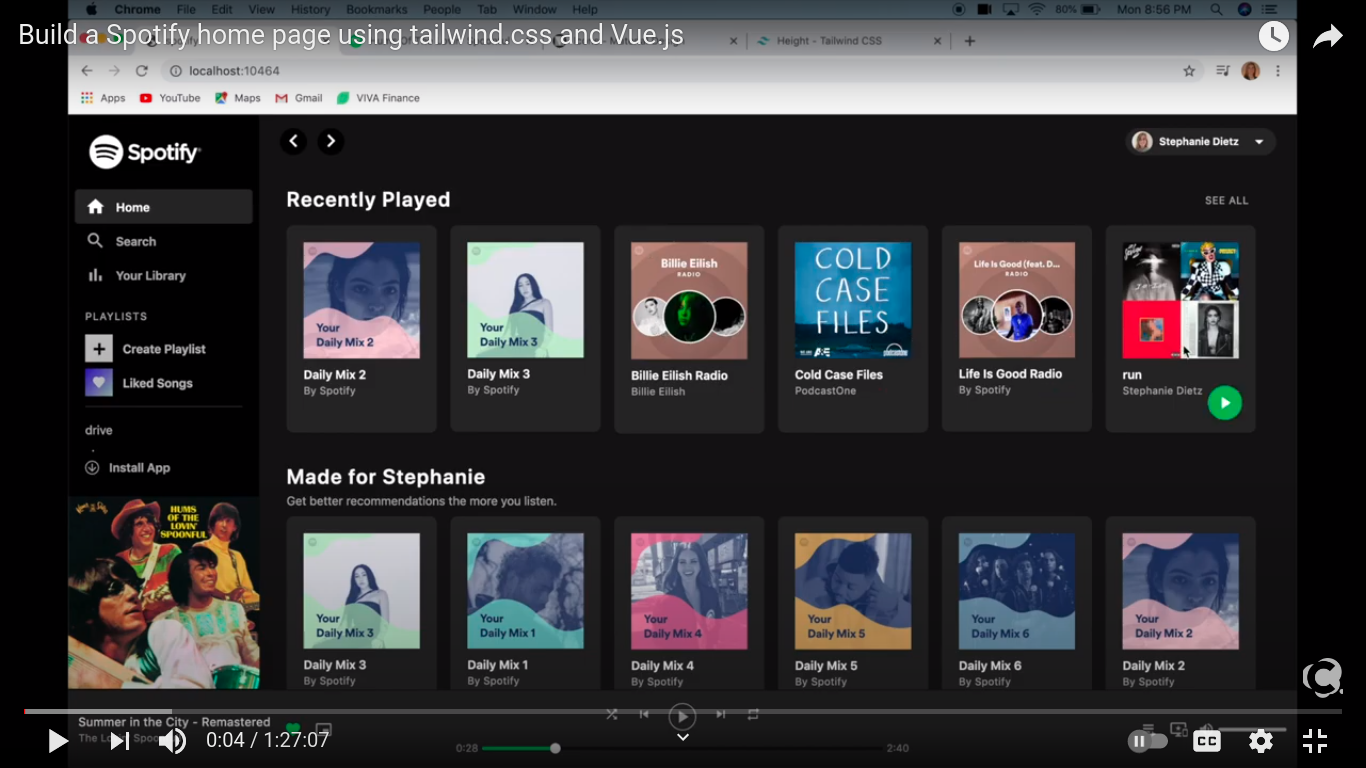 Chrome File Edit View History Bookmarks People Tab Window Help 80% Mon 8:56 PM
Build a Spotify home page using tailwind.css and Vue.js
Height - Tailwind CSS
localhost:10464
Apps YouTube Maps Gmail VIVA Finance
Spotify
Stephanie Dietz
Home
Search
Your Library
PLAYLISTS
Create Playlist
Liked Songs
drive
Install App
HUMS
OF THE
LOVIN'
SPOONFUL
Recently Played
SEE ALL
Your
Daily Mix 2
Daily Mix 2
By Spotify
Your
Daily Mix 3
Daily Mix 3
By Spotify
Billie Eilish
RADIO
Billie Eilish Radio
Billie Eilish
COLD
CASE
FILES
A&E
Cold Case Files
PodcastOne
Life Is Good (feat. D...
RADIO
Life Is Good Radio
By Spotify
run
Stephanie Dietz
Made for Stephanie
Get better recommendations the more you listen.
Your
Daily Mix 3
Daily Mix 3
By Spotify
Your
Daily Mix 1
Daily Mix 1
By Spotify
Your
Daily Mix 4
Daily Mix 4
By Spotify
Your
Daily Mix 5
Daily Mix 5
By Spotify
Your
Daily Mix 6
Daily Mix 6
By Spotify
Your
Daily Mix 2
Daily Mix 2
By Spotify
Summer in the City - Remastered
The Lovin' Spoo
0:04 / 1:27:07
0:28
2:40
CC